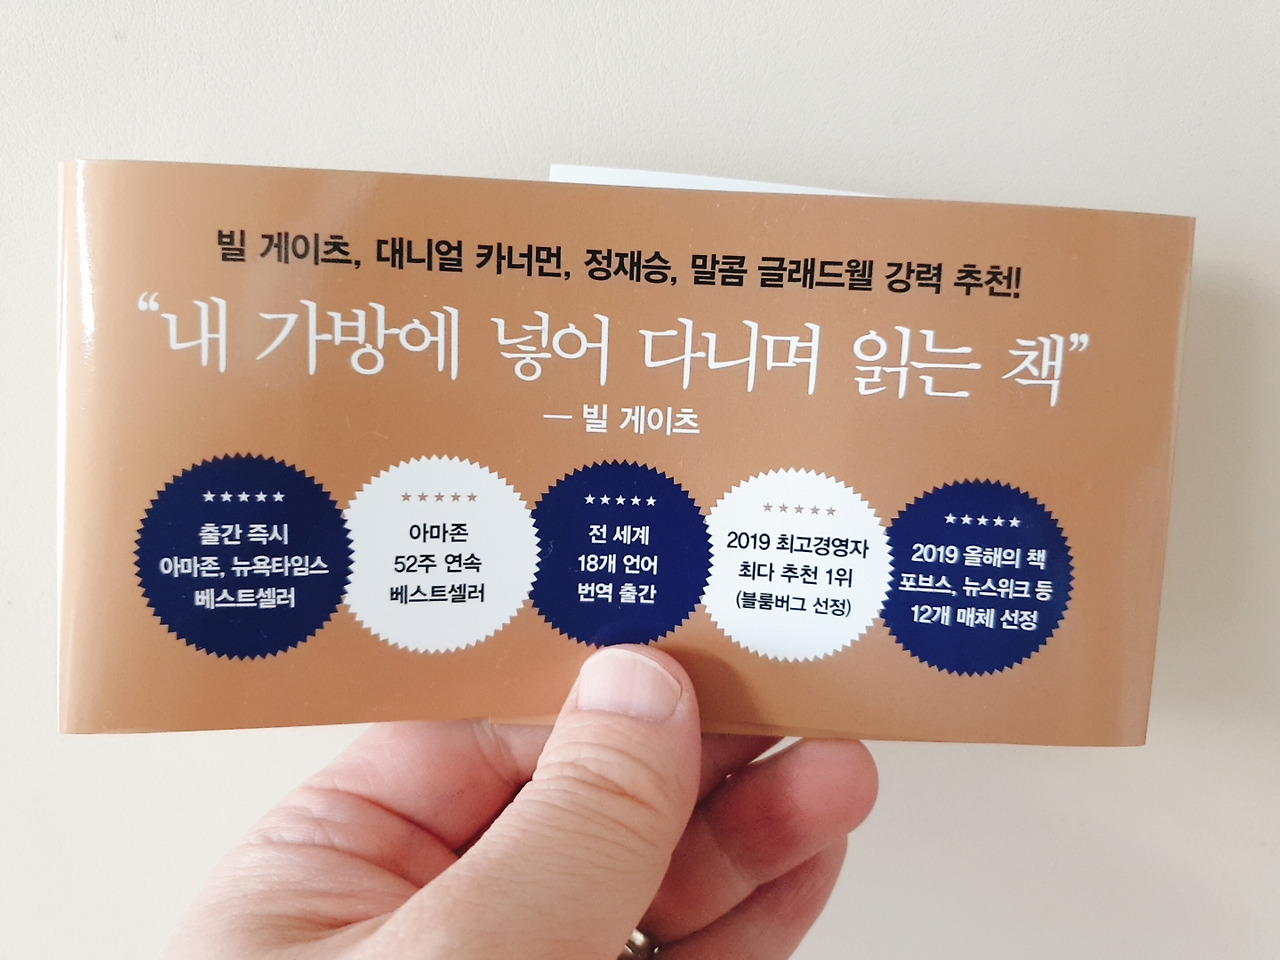 빌 게이츠, 대니얼 카너먼, 정재승, 말콤 글래드웰 강력 추천!
“내 가방에 넣어 다니며 읽는 책”
— 빌 게이츠
★★★★★
출간 즉시
아마존, 뉴욕타임스
베스트셀러
★★★★★
아마존
52주 연속
베스트셀러
★★★★★
전 세계
18개 언어
번역 출간
★★★★★
2019 최고경영자
최다 추천 1위
(블룸버그 선정)
★★★★★
2019 올해의 책
포브스, 뉴스위크 등
12개 매체 선정